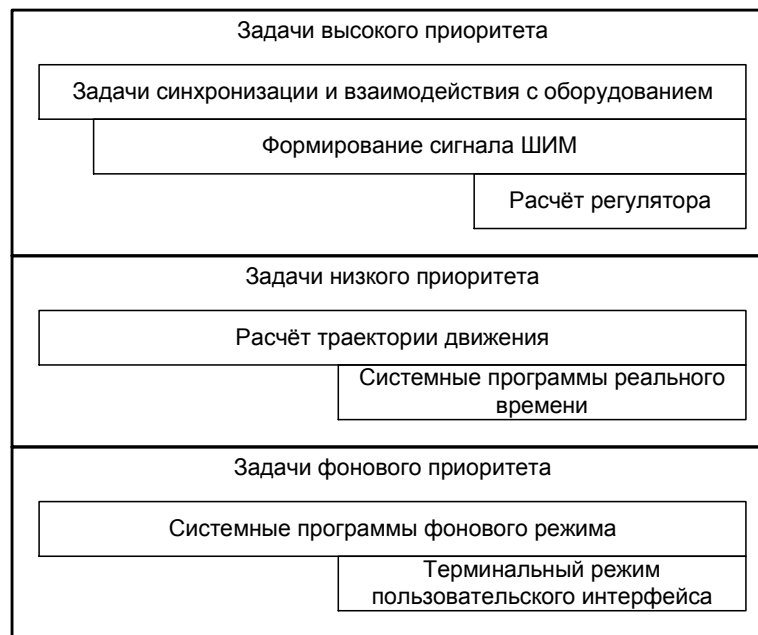 Задачи высокого приоритета
Задачи синхронизации и взаимодействия с оборудованием
Формирование сигнала ШИМ
Расчёт регулятора
Задачи низкого приоритета
Расчёт траектории движения
Системные программы реального
времени
Задачи фонового приоритета
Системные программы фонового режима
Терминальный режим
пользовательского интерфейса